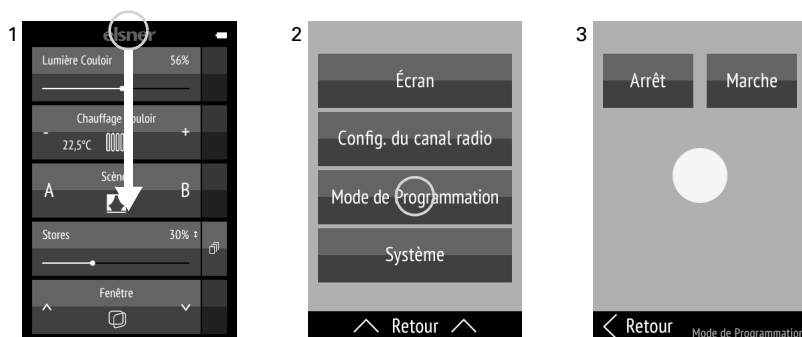 1
elsner
Lumière Couloir 56%
Chauffage Couloir
- 22,5°C +
Scène
A B
Stores 30%
Fenêtre
2
Écran
Config. du canal radio
Mode de Programmation
Système
Retour
3
Arrêt Marche
Retour Mode de Programmation